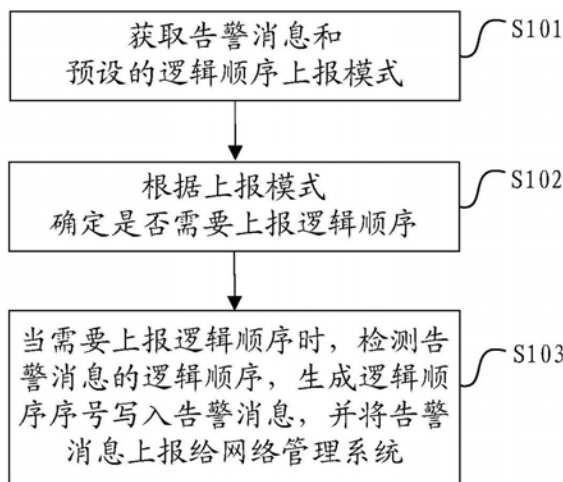 获取告警消息和
预设的逻辑顺序上报模式
S101
根据上报模式
确定是否需要上报逻辑顺序
S102
当需要上报逻辑顺序时，检测告
警消息的逻辑顺序，生成逻辑顺
序序号写入告警消息，并将告警
消息上报给网络管理系统
S103